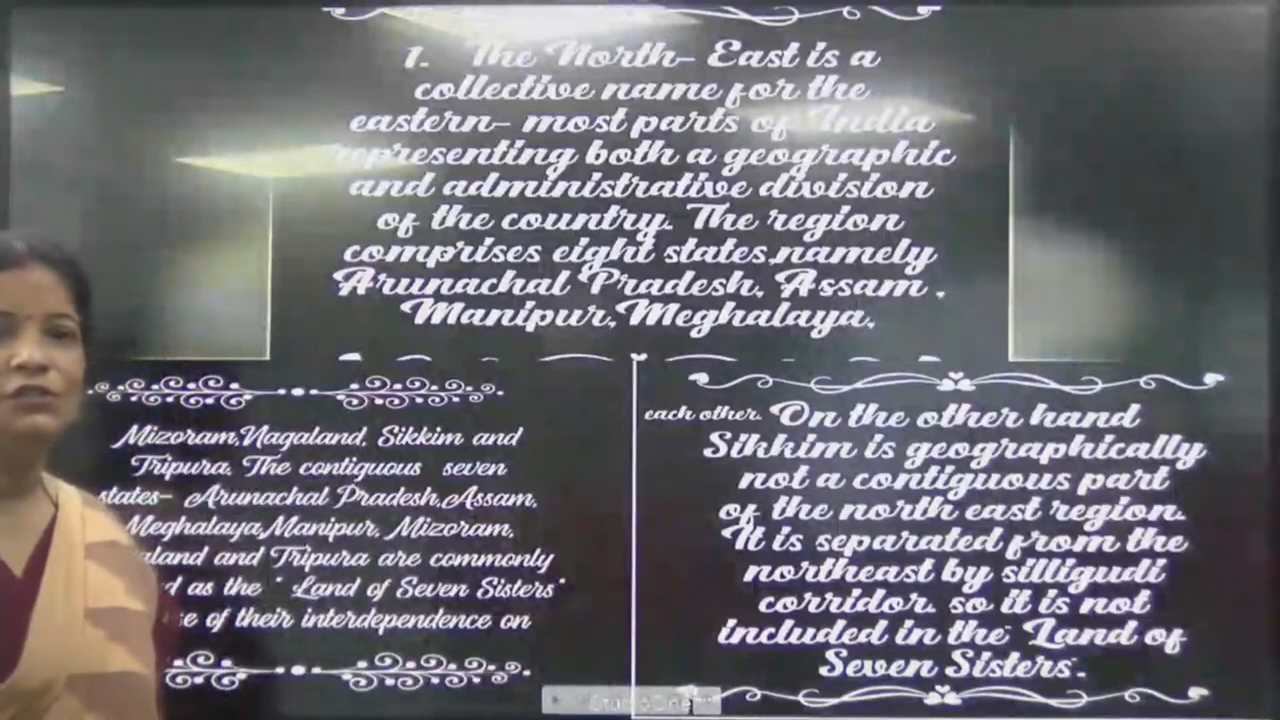 1. The North- East is a
collective name for the
eastern- most parts of India
representing both a geographic
and administrative division
of the country. The region
comprises eight states,namely
Arunachal Pradesh, Assam ,
Manipur,Meghalaya,
Mizoram,Nagaland, Sikkim and
Tripura. The contiguous seven
states- Arunachal Pradesh,Assam,
Meghalaya,Manipur, Mizoram,
and Tripura are commonly
as the " Land of Seven Sisters"
of their interdependence on
each other. On the other hand
Sikkim is geographically
not a contiguous part
of the north east region.
It is separated from the
northeast by silligudi
corridor. so it is not
included in the" Land of
Seven Sisters".